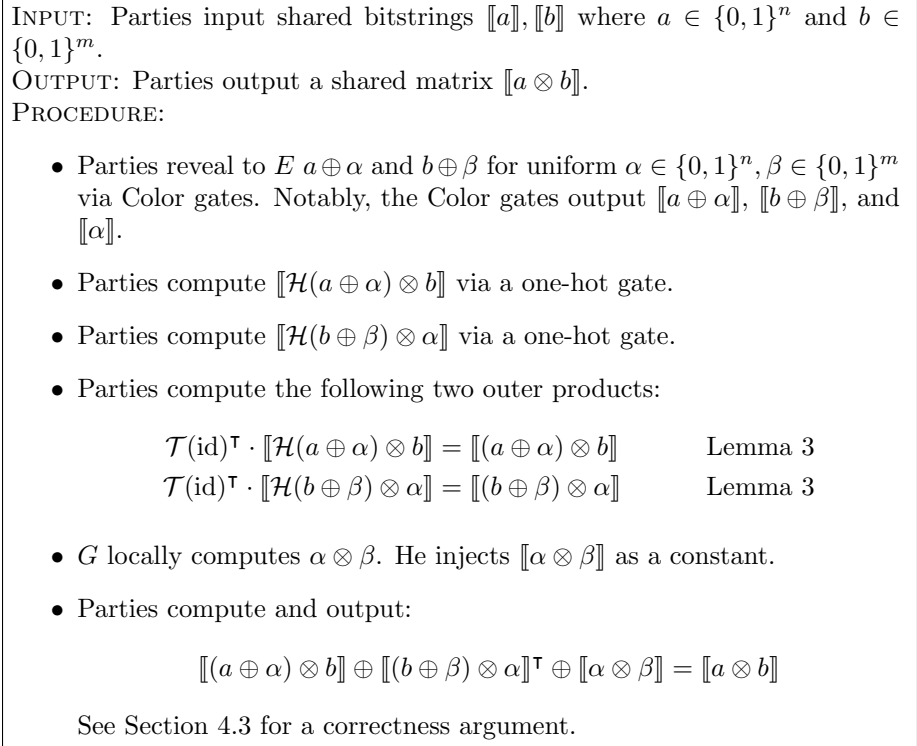 INPUT: Parties input shared bitstrings ⟦a⟧, ⟦b⟧ where a ∈ {0, 1}ⁿ and b ∈
{0, 1}ᵐ.
OUTPUT: Parties output a shared matrix ⟦a ⊗ b⟧.
PROCEDURE:
• Parties reveal to E a ⊕ α and b ⊕ β for uniform α ∈ {0, 1}ⁿ, β ∈ {0, 1}ᵐ
via Color gates. Notably, the Color gates output ⟦a ⊕ α⟧, ⟦b ⊕ β⟧, and
⟦α⟧.
• Parties compute ⟦ℋ(a ⊕ α) ⊗ b⟧ via a one-hot gate.
• Parties compute ⟦ℋ(b ⊕ β) ⊗ α⟧ via a one-hot gate.
• Parties compute the following two outer products:
𝒯(id)ᵀ · ⟦ℋ(a ⊕ α) ⊗ b⟧ = ⟦(a ⊕ α) ⊗ b⟧ Lemma 3
𝒯(id)ᵀ · ⟦ℋ(b ⊕ β) ⊗ α⟧ = ⟦(b ⊕ β) ⊗ α⟧ Lemma 3
• G locally computes α ⊗ β. He injects ⟦α ⊗ β⟧ as a constant.
• Parties compute and output:
⟦(a ⊕ α) ⊗ b⟧ ⊕ ⟦(b ⊕ β) ⊗ α⟧ᵀ ⊕ ⟦α ⊗ β⟧ = ⟦a ⊗ b⟧
See Section 4.3 for a correctness argument.